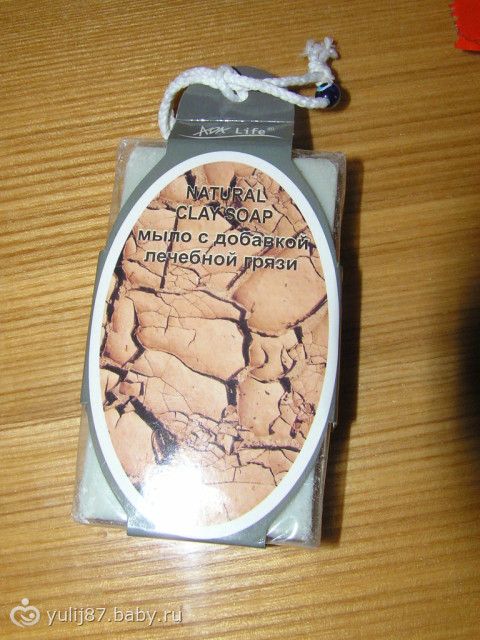 ADA Life®
NATURAL
CLAY SOAP
мыло с добавкой
лечебной грязи
yulij87.baby.ru